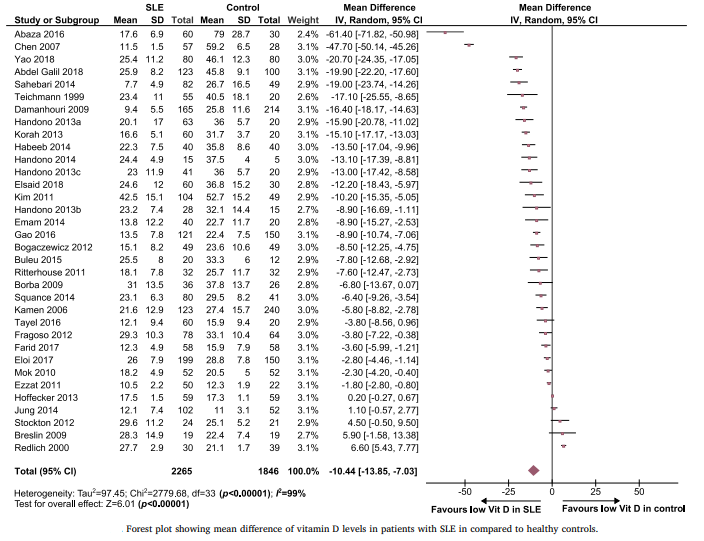 SLE Control Mean Difference Mean Difference
Study or Subgroup Mean SD Total Mean SD Total Weight IV, Random, 95% CI IV, Random, 95% CI
Abaza 2016 17.6 6.9 60 79 28.7 30 2.4% -61.40 [-71.82, -50.98]
Chen 2007 11.5 1.5 57 59.2 6.5 28 3.0% -47.70 [-50.14, -45.26]
Yao 2018 25.4 11.2 80 46.1 12.3 80 2.9% -20.70 [-24.35, -17.05]
Abdel Galil 2018 25.9 8.2 123 45.8 9.1 100 3.0% -19.90 [-22.20, -17.60]
Sahebari 2014 7.7 4.9 82 26.7 16.5 49 2.9% -19.00 [-23.74, -14.26]
Teichmann 1999 23.4 11 55 40.5 18.1 20 2.6% -17.10 [-25.55, -8.65]
Damanhouri 2009 9.4 5.5 165 25.8 11.6 214 3.0% -16.40 [-18.17, -14.63]
Handono 2013a 20.1 17 63 36 5.7 20 2.9% -15.90 [-20.78, -11.02]
Korah 2013 16.6 5.1 60 31.7 3.7 20 3.0% -15.10 [-17.17, -13.03]
Habeeb 2014 22.3 7.5 40 35.8 8.6 40 3.0% -13.50 [-17.04, -9.96]
Handono 2014 24.4 4.9 15 37.5 4 5 2.9% -13.10 [-17.39, -8.81]
Handono 2013c 23 11.9 41 36 5.7 20 2.9% -13.00 [-17.42, -8.58]
Elsaid 2018 24.6 12 60 36.8 15.2 30 2.8% -12.20 [-18.43, -5.97]
Kim 2011 42.5 15.1 104 52.7 15.2 49 2.9% -10.20 [-15.35, -5.05]
Handono 2013b 23.2 7.4 28 32.1 14.4 15 2.7% -8.90 [-16.69, -1.11]
Emam 2014 13.8 12.2 40 22.7 11.7 20 2.8% -8.90 [-15.27, -2.53]
Gao 2016 13.5 7.8 121 22.4 7.5 150 3.0% -8.90 [-10.74, -7.06]
Bogaczewicz 2012 15.1 8.2 49 23.6 10.6 49 2.9% -8.50 [-12.25, -4.75]
Buleu 2015 25.5 8 20 33.3 6 12 2.9% -7.80 [-12.68, -2.92]
Ritterhouse 2011 18.1 7.8 32 25.7 11.7 32 2.9% -7.60 [-12.47, -2.73]
Borba 2009 31 13.5 36 37.8 13.7 26 2.8% -6.80 [-13.67, 0.07]
Squance 2014 23.1 6.3 80 29.5 8.2 41 3.0% -6.40 [-9.26, -3.54]
Kamen 2006 21.6 12.9 123 27.4 15.7 240 3.0% -5.80 [-8.82, -2.78]
Tayel 2016 12.1 9.4 60 15.9 9.4 20 2.9% -3.80 [-8.56, 0.96]
Fragoso 2012 29.3 10.3 78 33.1 10.4 64 3.0% -3.80 [-7.22, -0.38]
Farid 2017 12.3 4.9 58 15.9 7.9 58 3.0% -3.60 [-5.99, -1.21]
Eloi 2017 26 7.9 199 28.8 7.8 150 3.0% -2.80 [-4.46, -1.14]
Mok 2010 18.2 4.9 52 20.5 5 52 3.0% -2.30 [-4.20, -0.40]
Ezzat 2011 10.5 2.2 50 12.3 1.9 22 3.0% -1.80 [-2.80, -0.80]
Hoffecker 2013 17.5 1.5 59 17.3 1.1 59 3.0% 0.20 [-0.27, 0.67]
Jung 2014 12.1 7.4 102 11 3.1 52 3.0% 1.10 [-0.57, 2.77]
Stockton 2012 29.6 11.2 24 25.1 5.2 21 2.9% 4.50 [-0.50, 9.50]
Breslin 2009 28.3 14.9 19 22.4 7.4 19 2.7% 5.90 [-1.58, 13.38]
Redlich 2000 27.7 2.9 30 21.1 1.7 39 3.0% 6.60 [5.43, 7.77]
Total (95% CI) 2265 1846 100.0% -10.44 [-13.85, -7.03]
Heterogeneity: Tau²=97.45; Chi²=2779.68, df=33 (p<0.00001); I²=99%
Test for overall effect: Z=6.01 (p<0.00001)
-50 -25 0 25 50
Favours low Vit D in SLE Favours low Vit D in control
Forest plot showing mean difference of vitamin D levels in patients with SLE in compared to healthy controls.